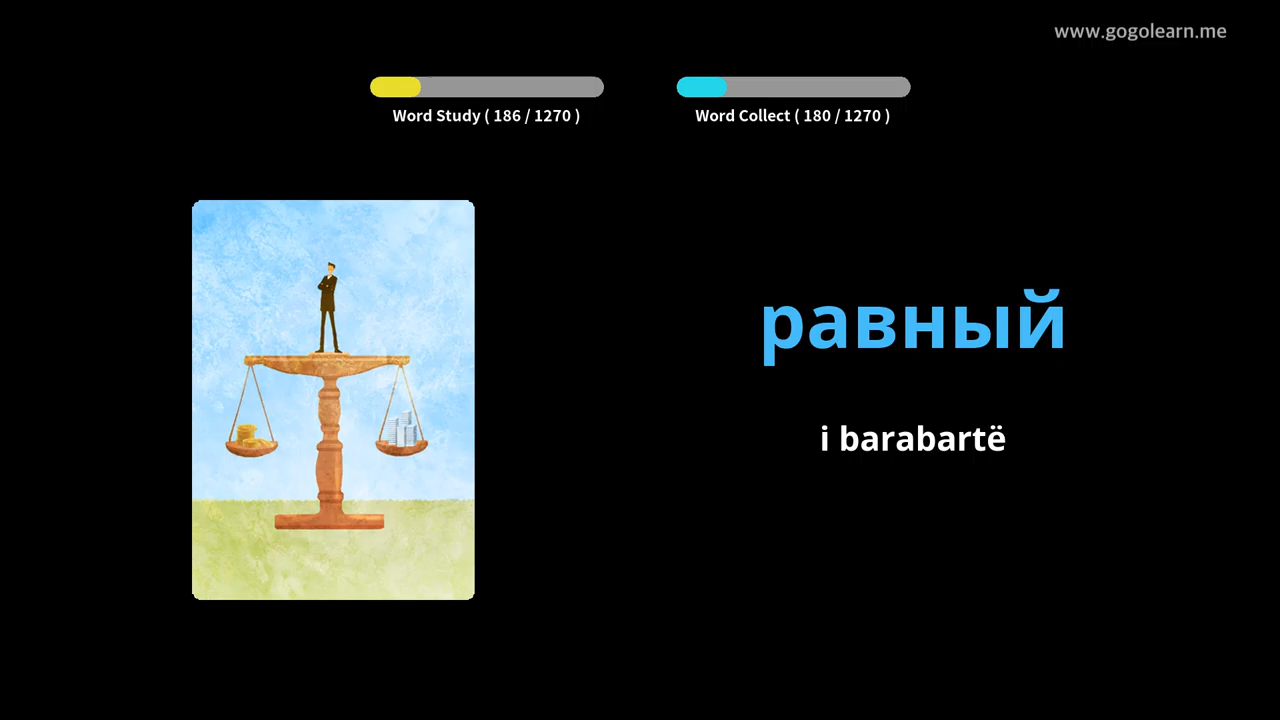 www.gogolearn.me
Word Study ( 186 / 1270 )
Word Collect ( 180 / 1270 )
равный
i barabartë